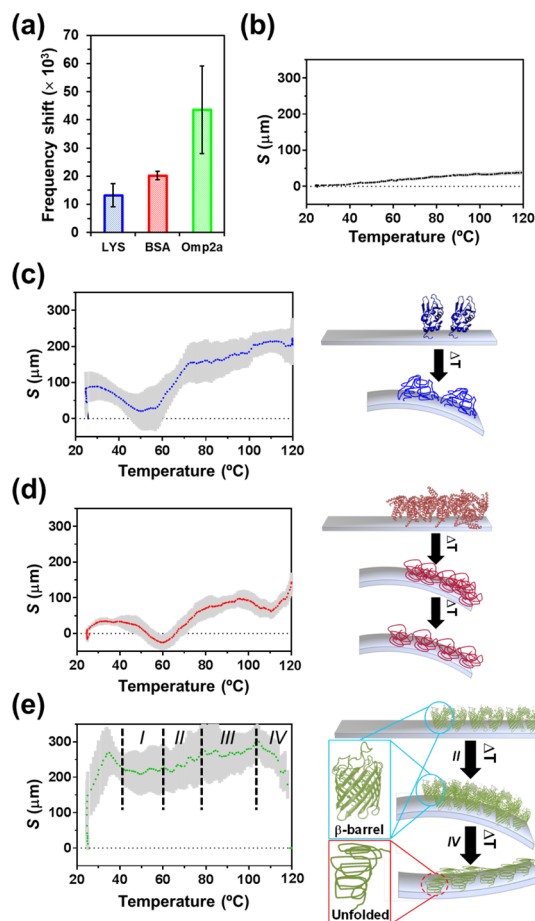 (a)
Frequency shift (× 10³)
70
60
50
40
30
20
10
0
LYS BSA Omp2a
(b)
S (µm)
300
200
100
0
20 40 60 80 100 120
Temperature (ºC)
(c)
S (µm)
300
200
100
0
20 40 60 80 100 120
Temperature (ºC)
ΔT
(d)
S (µm)
300
200
100
0
20 40 60 80 100 120
Temperature (ºC)
ΔT
ΔT
(e)
S (µm)
300
200
100
0
I II III IV
20 40 60 80 100 120
Temperature (ºC)
II ΔT
β-barrel
IV ΔT
Unfolded